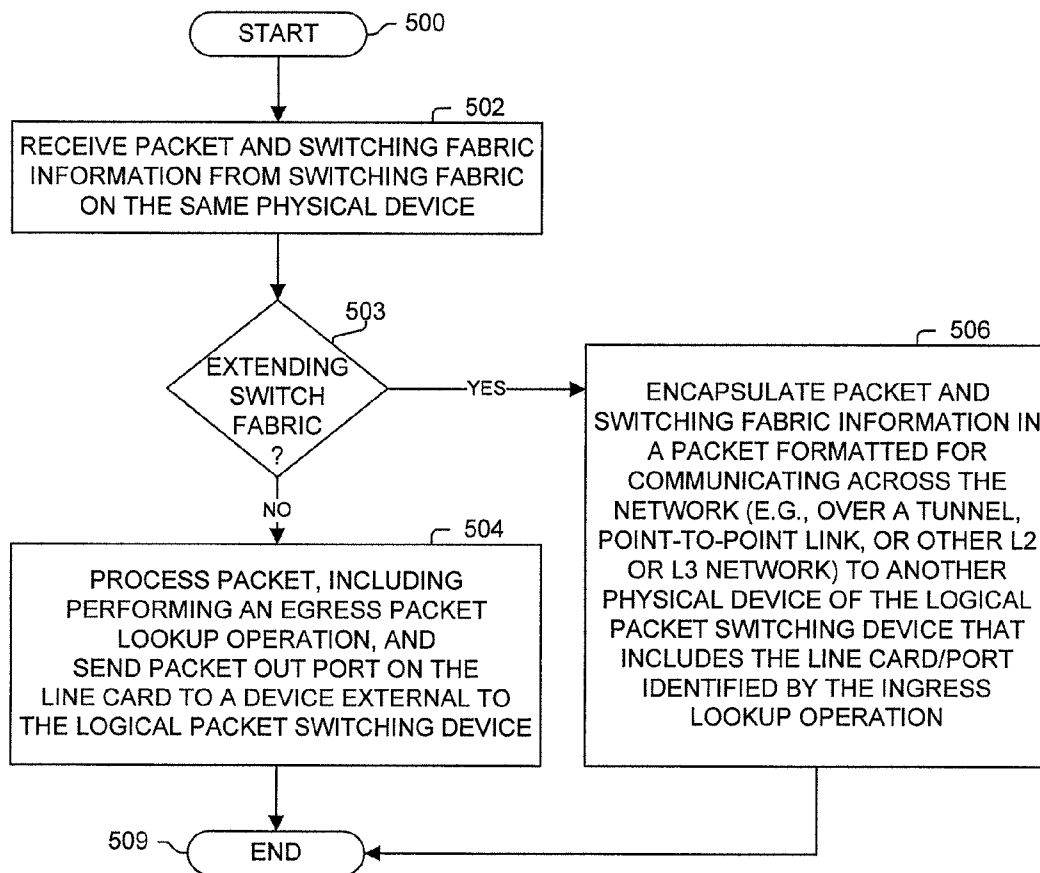 START
500
502
RECEIVE PACKET AND SWITCHING FABRIC
INFORMATION FROM SWITCHING FABRIC
ON THE SAME PHYSICAL DEVICE
503
EXTENDING
SWITCH
FABRIC
?
YES
NO
506
ENCAPSULATE PACKET AND
SWITCHING FABRIC INFORMATION IN
A PACKET FORMATTED FOR
COMMUNICATING ACROSS THE
NETWORK (E.G., OVER A TUNNEL,
POINT-TO-POINT LINK, OR OTHER L2
OR L3 NETWORK) TO ANOTHER
PHYSICAL DEVICE OF THE LOGICAL
PACKET SWITCHING DEVICE THAT
INCLUDES THE LINE CARD/PORT
IDENTIFIED BY THE INGRESS
LOOKUP OPERATION
504
PROCESS PACKET, INCLUDING
PERFORMING AN EGRESS PACKET
LOOKUP OPERATION, AND
SEND PACKET OUT PORT ON THE
LINE CARD TO A DEVICE EXTERNAL TO
THE LOGICAL PACKET SWITCHING DEVICE
509
END